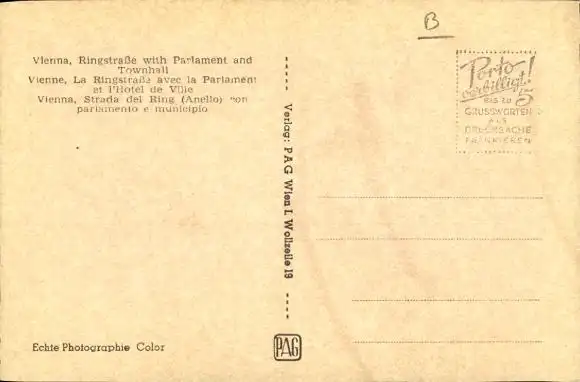 Vienna, Ringstraße with Parlament and
Townhall
Vienne, La Ringstraße avec la Parlament
et l'Hotel de Ville
Vienna, Strada del Ring (Anello) con
parlamento e municipio
Echte Photographie Color
Verlag: PAG Wien I. Wollzeile 19
PAG
B
Porto
verbilligt!
BIS ZU 5
GRUSSWORTEN
ALS
DRUCKSACHE
FRANKIEREN